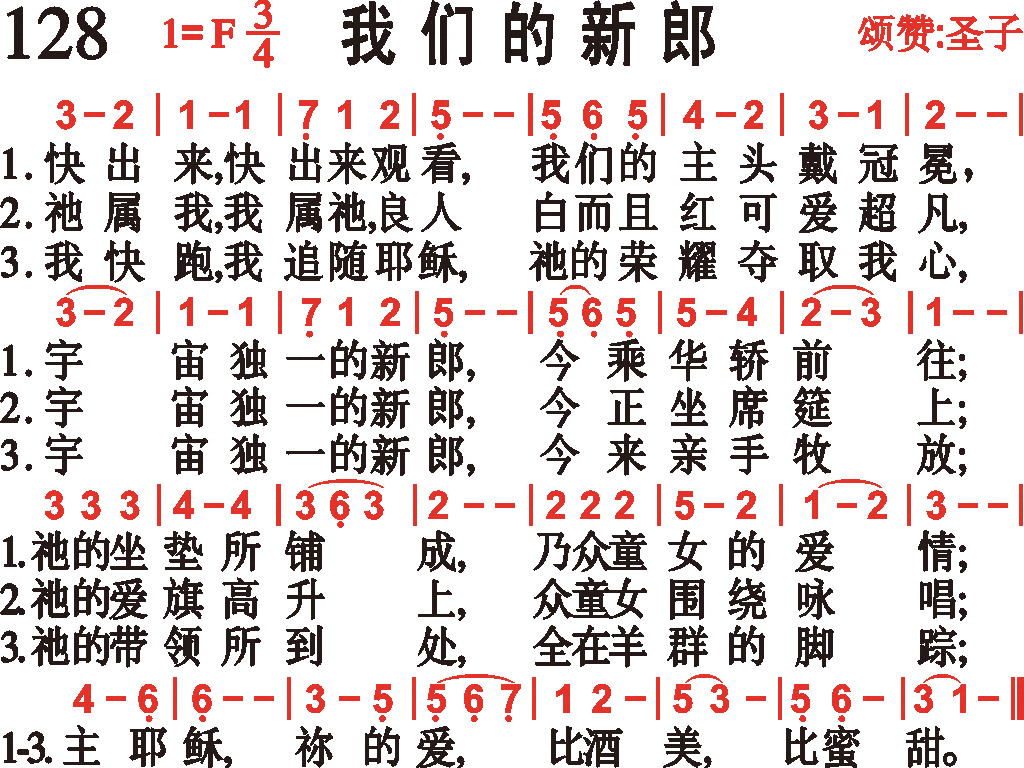 128 1=F 3/4 我们的新郎 颂赞:圣子
3 – 2 | 1 – 1 | 7 1 2 | 5 – – | 5 6 5 | 4 – 2 | 3 – 1 | 2 – – |
1. 快出来,快出来观看, 我们的主头戴冠冕,
2. 祂属我,我属祂,良人 白而且红可爱超凡,
3. 我快跑,我追随耶稣, 祂的荣耀夺取我心,
3 – 2 | 1 – 1 | 7 1 2 | 5 – – | 5 6 5 | 5 – 4 | 2 – 3 | 1 – – |
1. 宇宙独一的新郎, 今乘华轿前往;
2. 宇宙独一的新郎, 今正坐席筵上;
3. 宇宙独一的新郎, 今来亲手牧放;
3 3 3 | 4 – 4 | 3 6 3 | 2 – – | 2 2 2 | 5 – 2 | 1 – 2 | 3 – – |
1. 祂的坐垫所铺成, 乃众童女的爱情;
2. 祂的爱旗高升上, 众童女围绕咏唱;
3. 祂的带领所到处, 全在羊群的脚踪;
4 – 6 | 6 – – | 3 – 5 | 5 6 7 | 1 2 – | 5 3 – | 5 6 – | 3 1 – ‖
1-3. 主耶稣, 祢的爱, 比酒美, 比蜜甜。